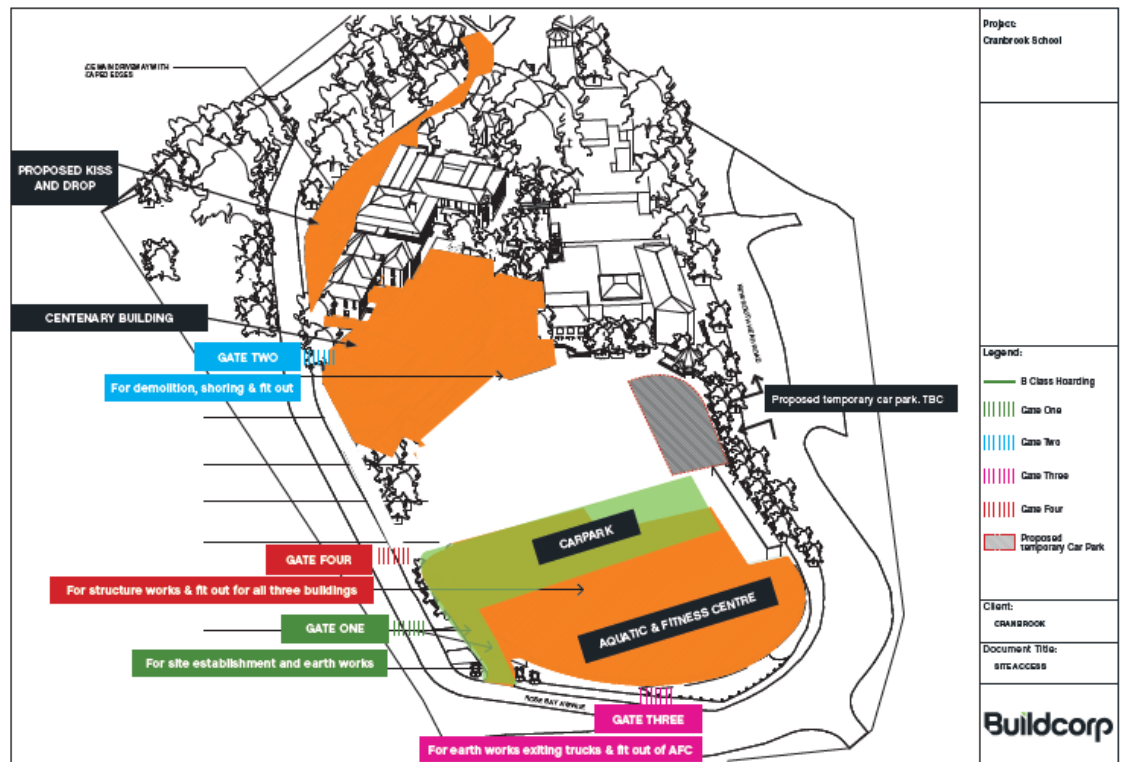 Project:
Cranbrook School
PROPOSED KISS
AND DROP
CENTENARY BUILDING
GATE TWO
For demolition, shoring & fit out
Proposed temporary car park. TBC
CARPARK
AQUATIC & FITNESS CENTRE
GATE FOUR
For structure works & fit out for all three buildings
GATE ONE
For site establishment and earth works
ROSE BAY AVENUE
GATE THREE
For earth works exiting trucks & fit out of AFC
Legend:
B Class Hoarding
Gate One
Gate Two
Gate Three
Gate Four
Proposed
temporary Car Park
Client:
CRANBROOK
Document Title:
SITE ACCESS
Buildcorp